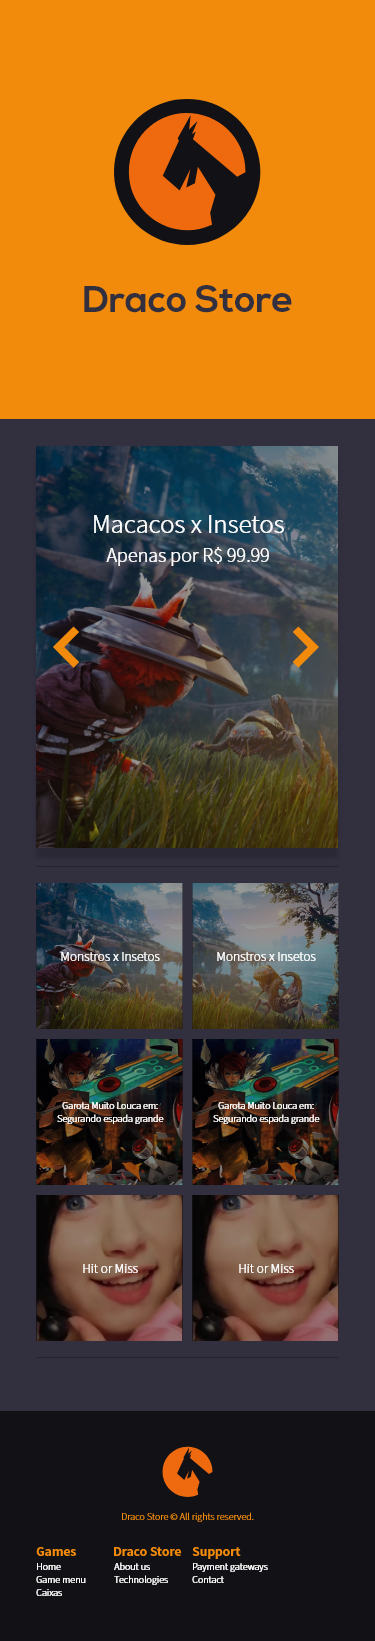 Draco Store
Macacos x Insetos
Apenas por R$ 99.99
Monstros x Insetos
Monstros x Insetos
Garota Muito Louca em:
Segurando espada grande
Garota Muito Louca em:
Segurando espada grande
Hit or Miss
Hit or Miss
Draco Store © All rights reserved.
Games
Home
Game menu
Caixas
Draco Store
About us
Technologies
Support
Payment gateways
Contact